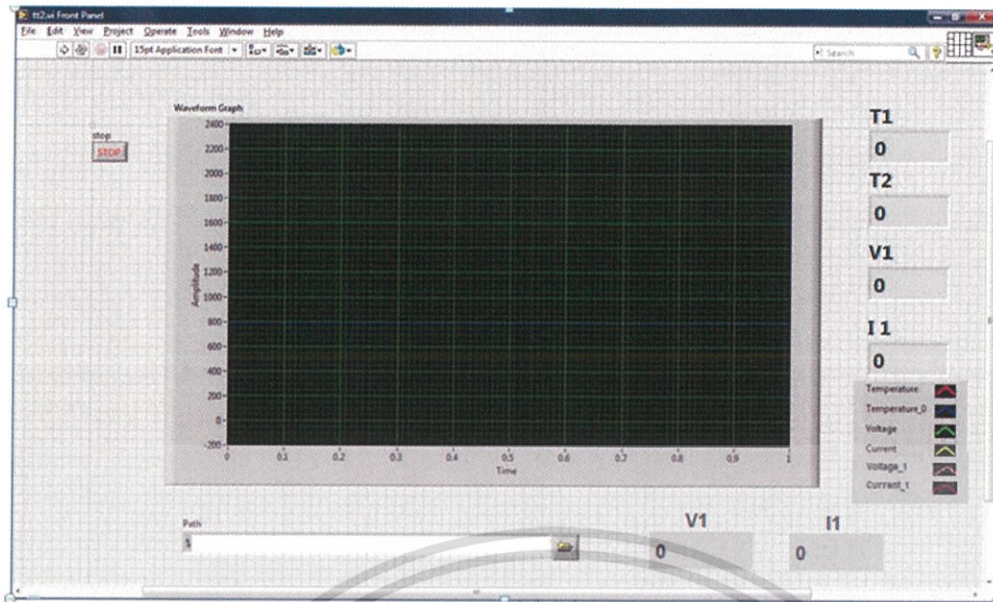 tt2.vi Front Panel
File Edit View Project Operate Tools Window Help
15pt Application Font
Search
Waveform Graph
stop
STOP
2400
2200
2000
1800
1600
1400
1200
1000
800
600
400
200
0
-200
Amplitude
0 0.1 0.2 0.3 0.4 0.5 0.6 0.7 0.8 0.9 1
Time
T1
0
T2
0
V1
0
I 1
0
Temperature
Temperature_0
Voltage
Current
Voltage_1
Current_1
Path
V1
0
I1
0